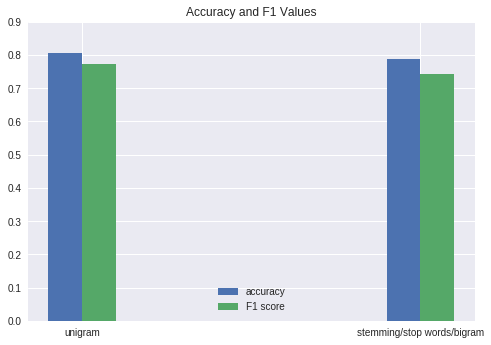 Accuracy and F1 Values
0.9
0.8
0.7
0.6
0.5
0.4
0.3
0.2
0.1
0.0
accuracy
F1 score
unigram
stemming/stop words/bigram